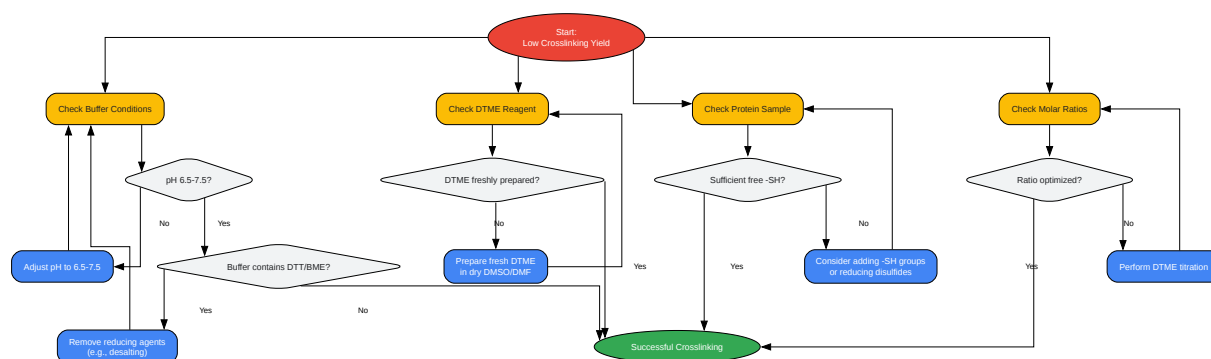 Start:
Low Crosslinking Yield
Check Buffer Conditions
Check DTME Reagent
Check Protein Sample
Check Molar Ratios
pH 6.5-7.5?
DTME freshly prepared?
Sufficient free -SH?
Ratio optimized?
No
Yes
No
No
No
Adjust pH to 6.5-7.5
Buffer contains DTT/BME?
Prepare fresh DTME
in dry DMSO/DMF
Yes
Yes
Consider adding -SH groups
or reducing disulfides
Yes
Perform DTME titration
Yes
No
Remove reducing agents
(e.g., desalting)
Successful Crosslinking